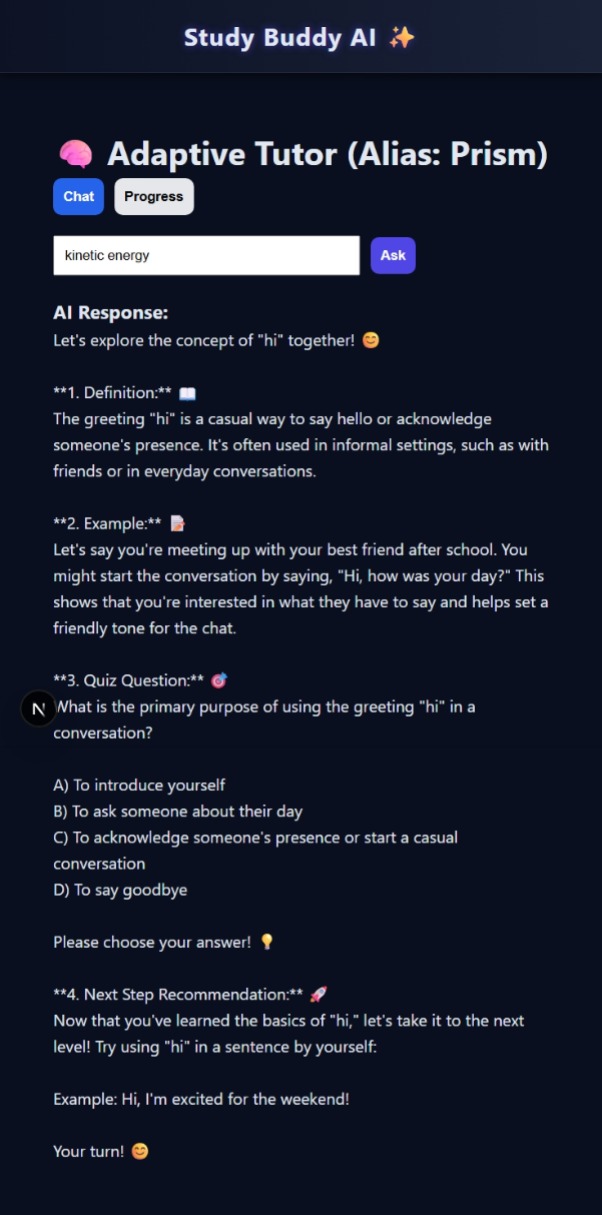 Study Buddy AI ✨
🧠 Adaptive Tutor (Alias: Prism)
Chat Progress
kinetic energy Ask
AI Response:
Let's explore the concept of "hi" together! 😊
**1. Definition:** 📖
The greeting "hi" is a casual way to say hello or acknowledge
someone's presence. It's often used in informal settings, such as with
friends or in everyday conversations.
**2. Example:** 📝
Let's say you're meeting up with your best friend after school. You
might start the conversation by saying, "Hi, how was your day?" This
shows that you're interested in what they have to say and helps set a
friendly tone for the chat.
**3. Quiz Question:** 🎯
N
What is the primary purpose of using the greeting "hi" in a
conversation?
A) To introduce yourself
B) To ask someone about their day
C) To acknowledge someone's presence or start a casual
conversation
D) To say goodbye
Please choose your answer! 💡
**4. Next Step Recommendation:** 🚀
Now that you've learned the basics of "hi," let's take it to the next
level! Try using "hi" in a sentence by yourself:
Example: Hi, I'm excited for the weekend!
Your turn! 😊